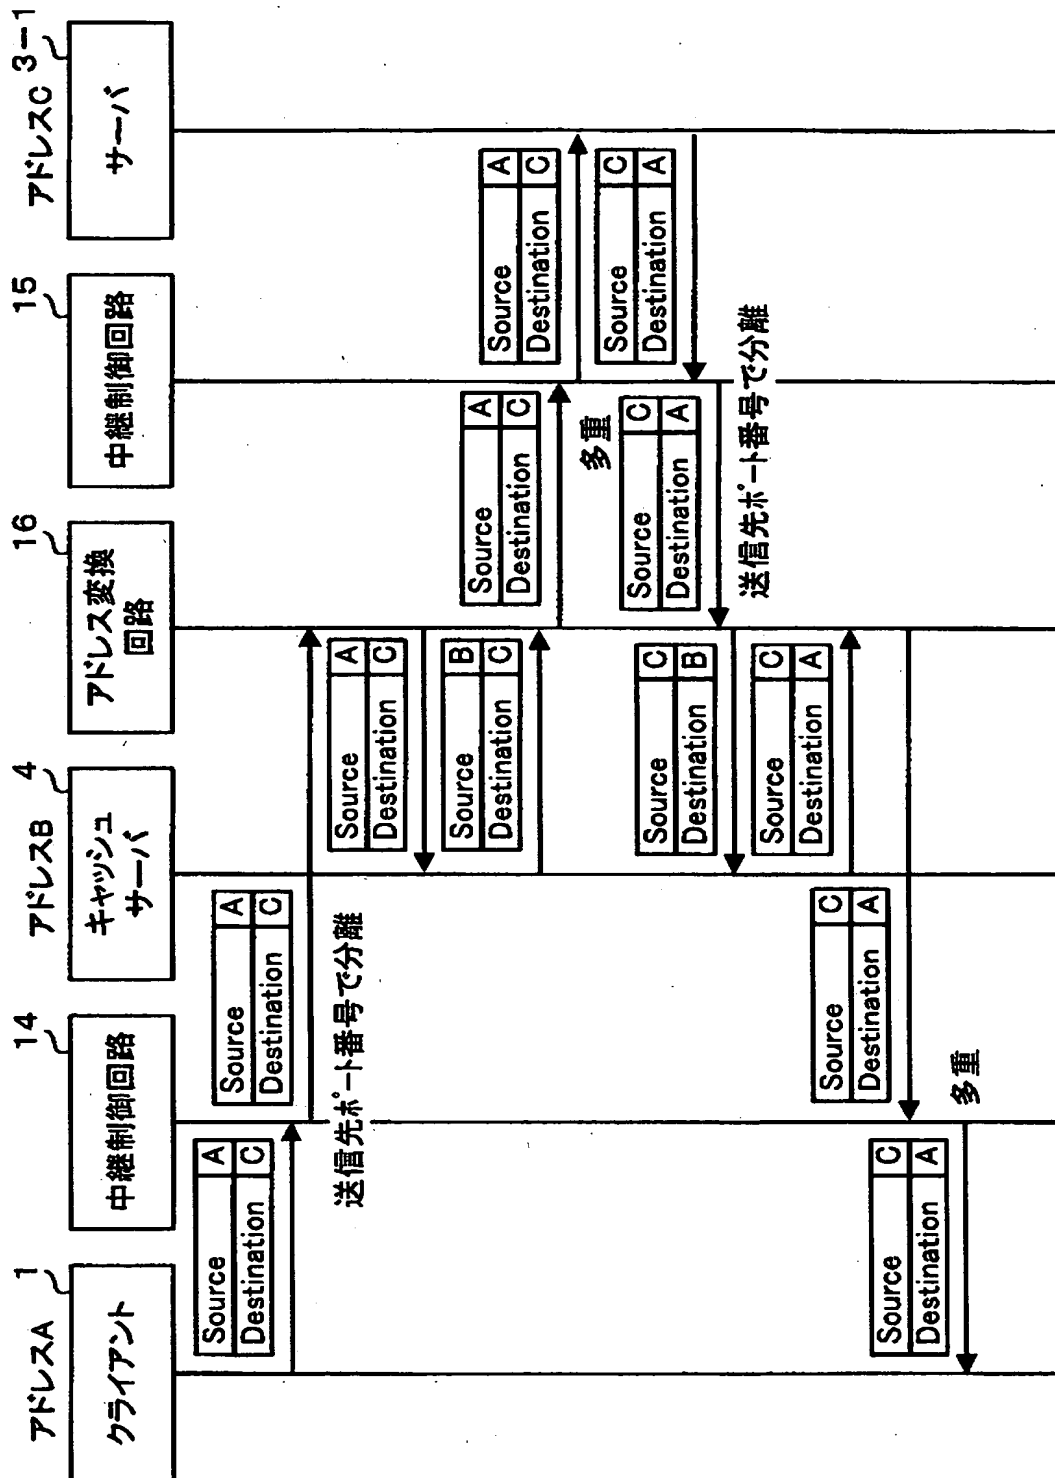 アドレスA
1
クライアント
14
中継制御回路
アドレスB
4
キャッシュ
サーバ
16
アドレス変換
回路
15
中継制御回路
アドレスC
3-1
サーバ
Source A
Destination C
Source A
Destination C
送信先ポート番号で分離
Source A
Destination C
Source B
Destination C
Source A
Destination C
多重
Source A
Destination C
Source C
Destination A
Source C
Destination A
送信先ポート番号で分離
Source C
Destination B
Source C
Destination A
Source C
Destination A
多重
Source C
Destination A